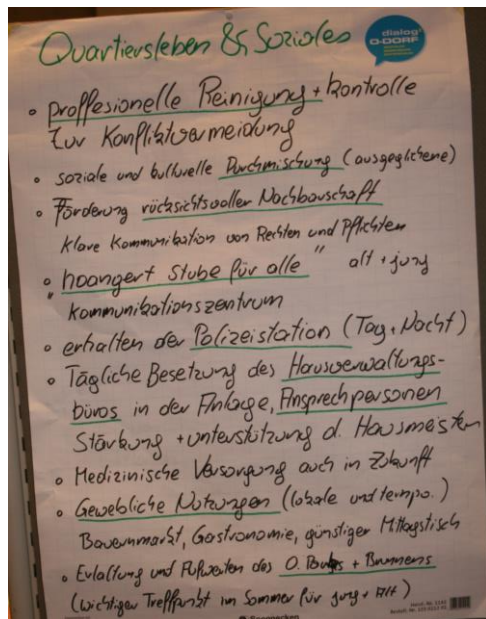 Quartiersleben & Soziales
dialog
O-DORF
• proffesionelle Reinigung + kontrolle
zur Konfliktvermeidung
• soziale und kulturelle Durchmischung (ausgeglichene)
• Förderung rücksichtsvoller Nachbarschaft
klare Kommunikation von Rechten und Pflichten
• "hoangert Stube für alle" alt + jung
kommunikationszentrum
• erhalten der Polizeistation (Tag + Nacht)
• Tägliche Besetzung des Hausverwaltungs-
büros in der Anlage, Ansprechpersonen
Stärkung + unterstützung d. Hausmeister
• Medizinische Versorgung auch in Zukunft
• Gewebliche Nutzungen (lokale und tempo.)
Bauernmarkt, Gastronomie, günstiger Mittagstisch
• Erlaltung und Aufwerten des O. + Brunnens
(wichtiger Treffpunkt im Sommer für jung + Alt)